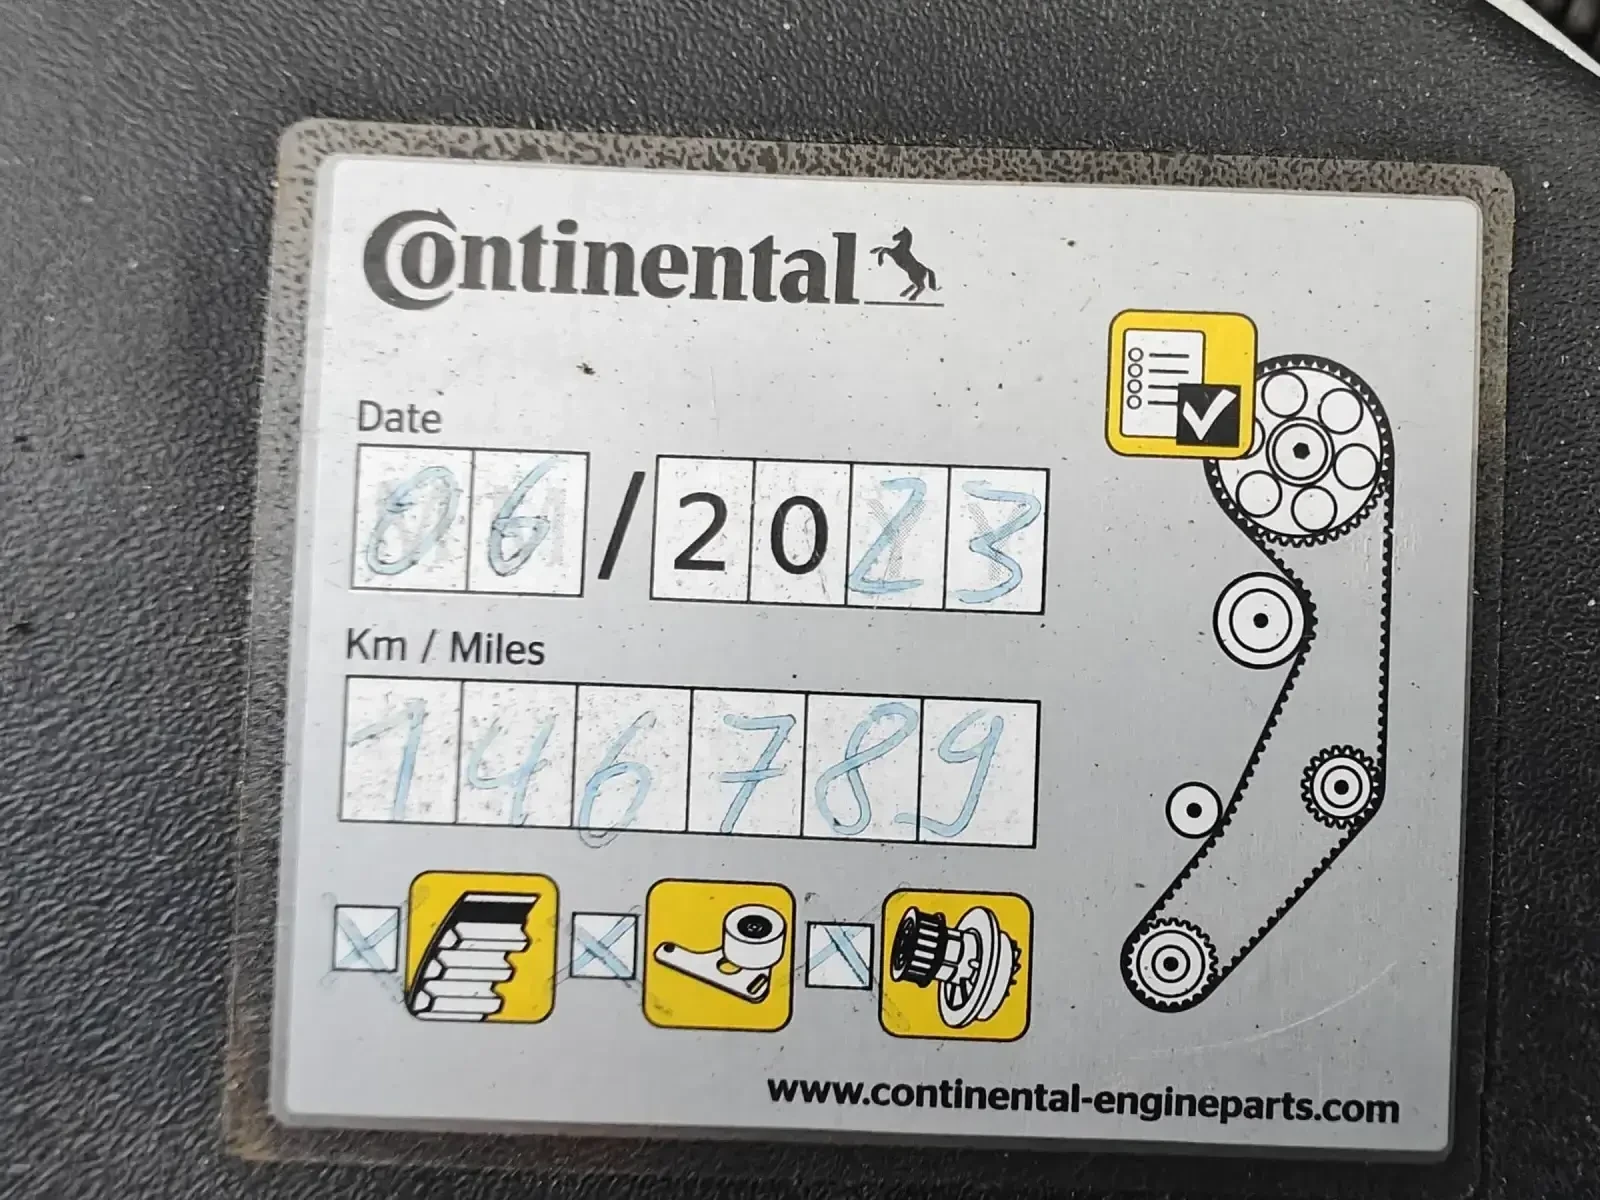 Continental
Date
06/2023
Km / Miles
146789
www.continental-engineparts.com